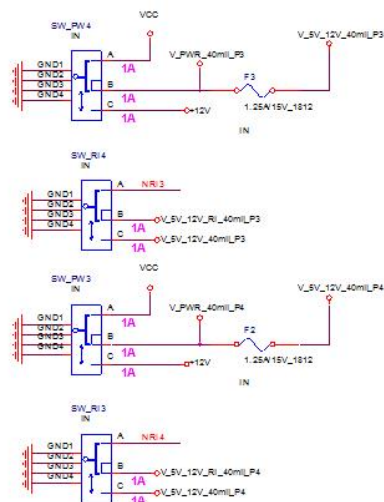 VCC
SW_PW4
IN
V_5V_12V_40mil_P3
V_PWR_40mil_P3
A
1A
GND1
GND2
GND3
GND4
B
1A
F3
1.25A/15V_1812
C
+12V
1A
IN
SW_RI4
IN
A
NRI3
GND1
GND2
GND3
GND4
B
V_5V_12V_RI_40mil_P3
1A
C
V_5V_12V_40mil_P3
1A
VCC
SW_PW3
IN
V_5V_12V_40mil_P4
V_PWR_40mil_P4
A
1A
GND1
GND2
GND3
GND4
B
1A
F2
1.25A/15V_1812
C
+12V
1A
IN
SW_RI3
IN
A
NRI4
GND1
GND2
GND3
GND4
B
V_5V_12V_RI_40mil_P4
1A
C
V_5V_12V_40mil_P4
1A